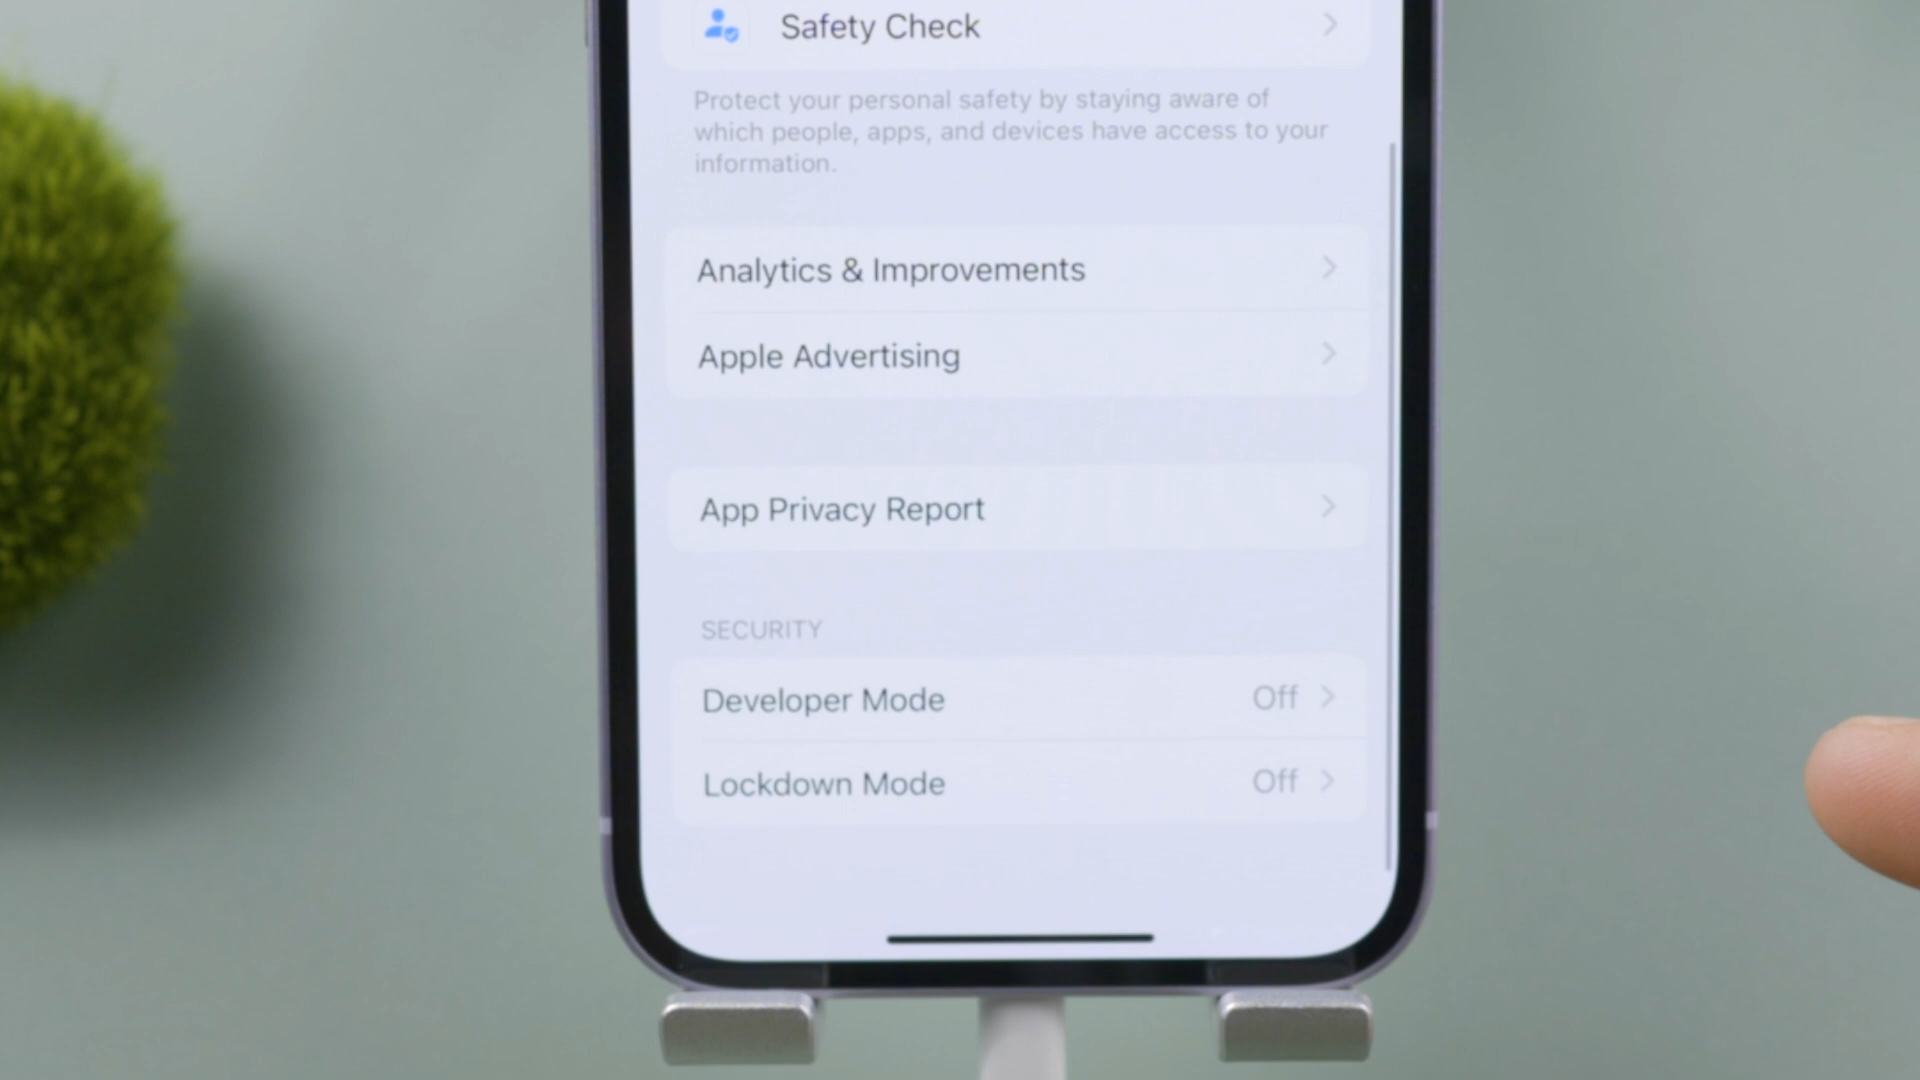 Safety Check
Protect your personal safety by staying aware of
which people, apps, and devices have access to your
information.
Analytics & Improvements
Apple Advertising
App Privacy Report
SECURITY
Developer Mode Off
Lockdown Mode Off